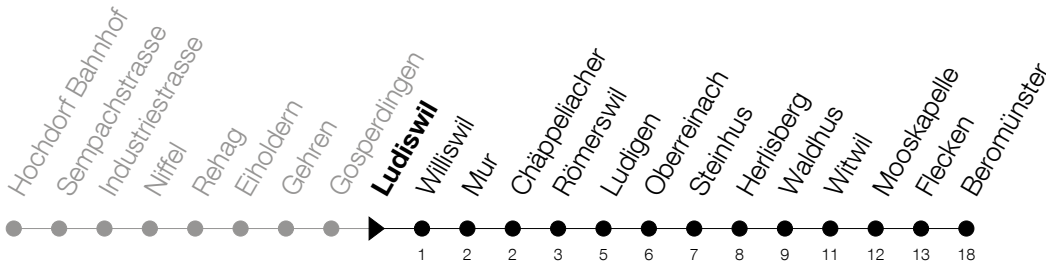 Hochdorf Bahnhof
Sempachstrasse
Industriestrasse
Niffel
Rehag
Eiholdern
Gehren
Gosperdingen
Ludiswil
Williswil
Mur
Chäppeliacher
Römerswil
Ludigen
Oberreinach
Steinhus
Herlisberg
Waldhus
Witwil
Mooskapelle
Flecken
Beromünster
1 2 2 3 5 6 7 8 9 11 12 13 18